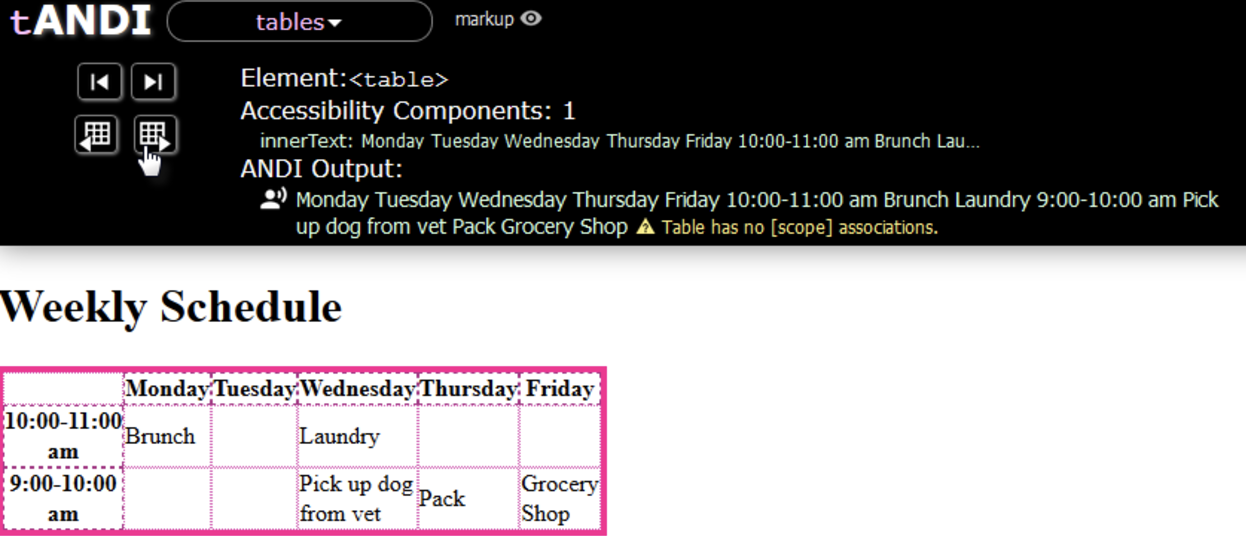 tANDI tables markup
Element:<table>
Accessibility Components: 1
innerText: Monday Tuesday Wednesday Thursday Friday 10:00-11:00 am Brunch Lau...
ANDI Output:
Monday Tuesday Wednesday Thursday Friday 10:00-11:00 am Brunch Laundry 9:00-10:00 am Pick
up dog from vet Pack Grocery Shop Table has no [scope] associations.
Weekly Schedule
Monday Tuesday Wednesday Thursday Friday
10:00-11:00
am
Brunch Laundry
9:00-10:00
am
Pick up dog
from vet
Pack
Grocery
Shop